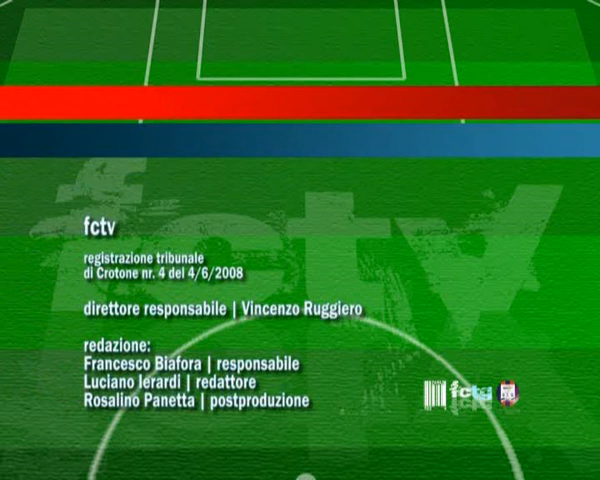 fctv
registrazione tribunale
di Crotone nr. 4 del 4/6/2008
direttore responsabile | Vincenzo Ruggiero
redazione:
Francesco Biafora | responsabile
Luciano Ierardi | redattore
Rosalino Panetta | postproduzione
fctv